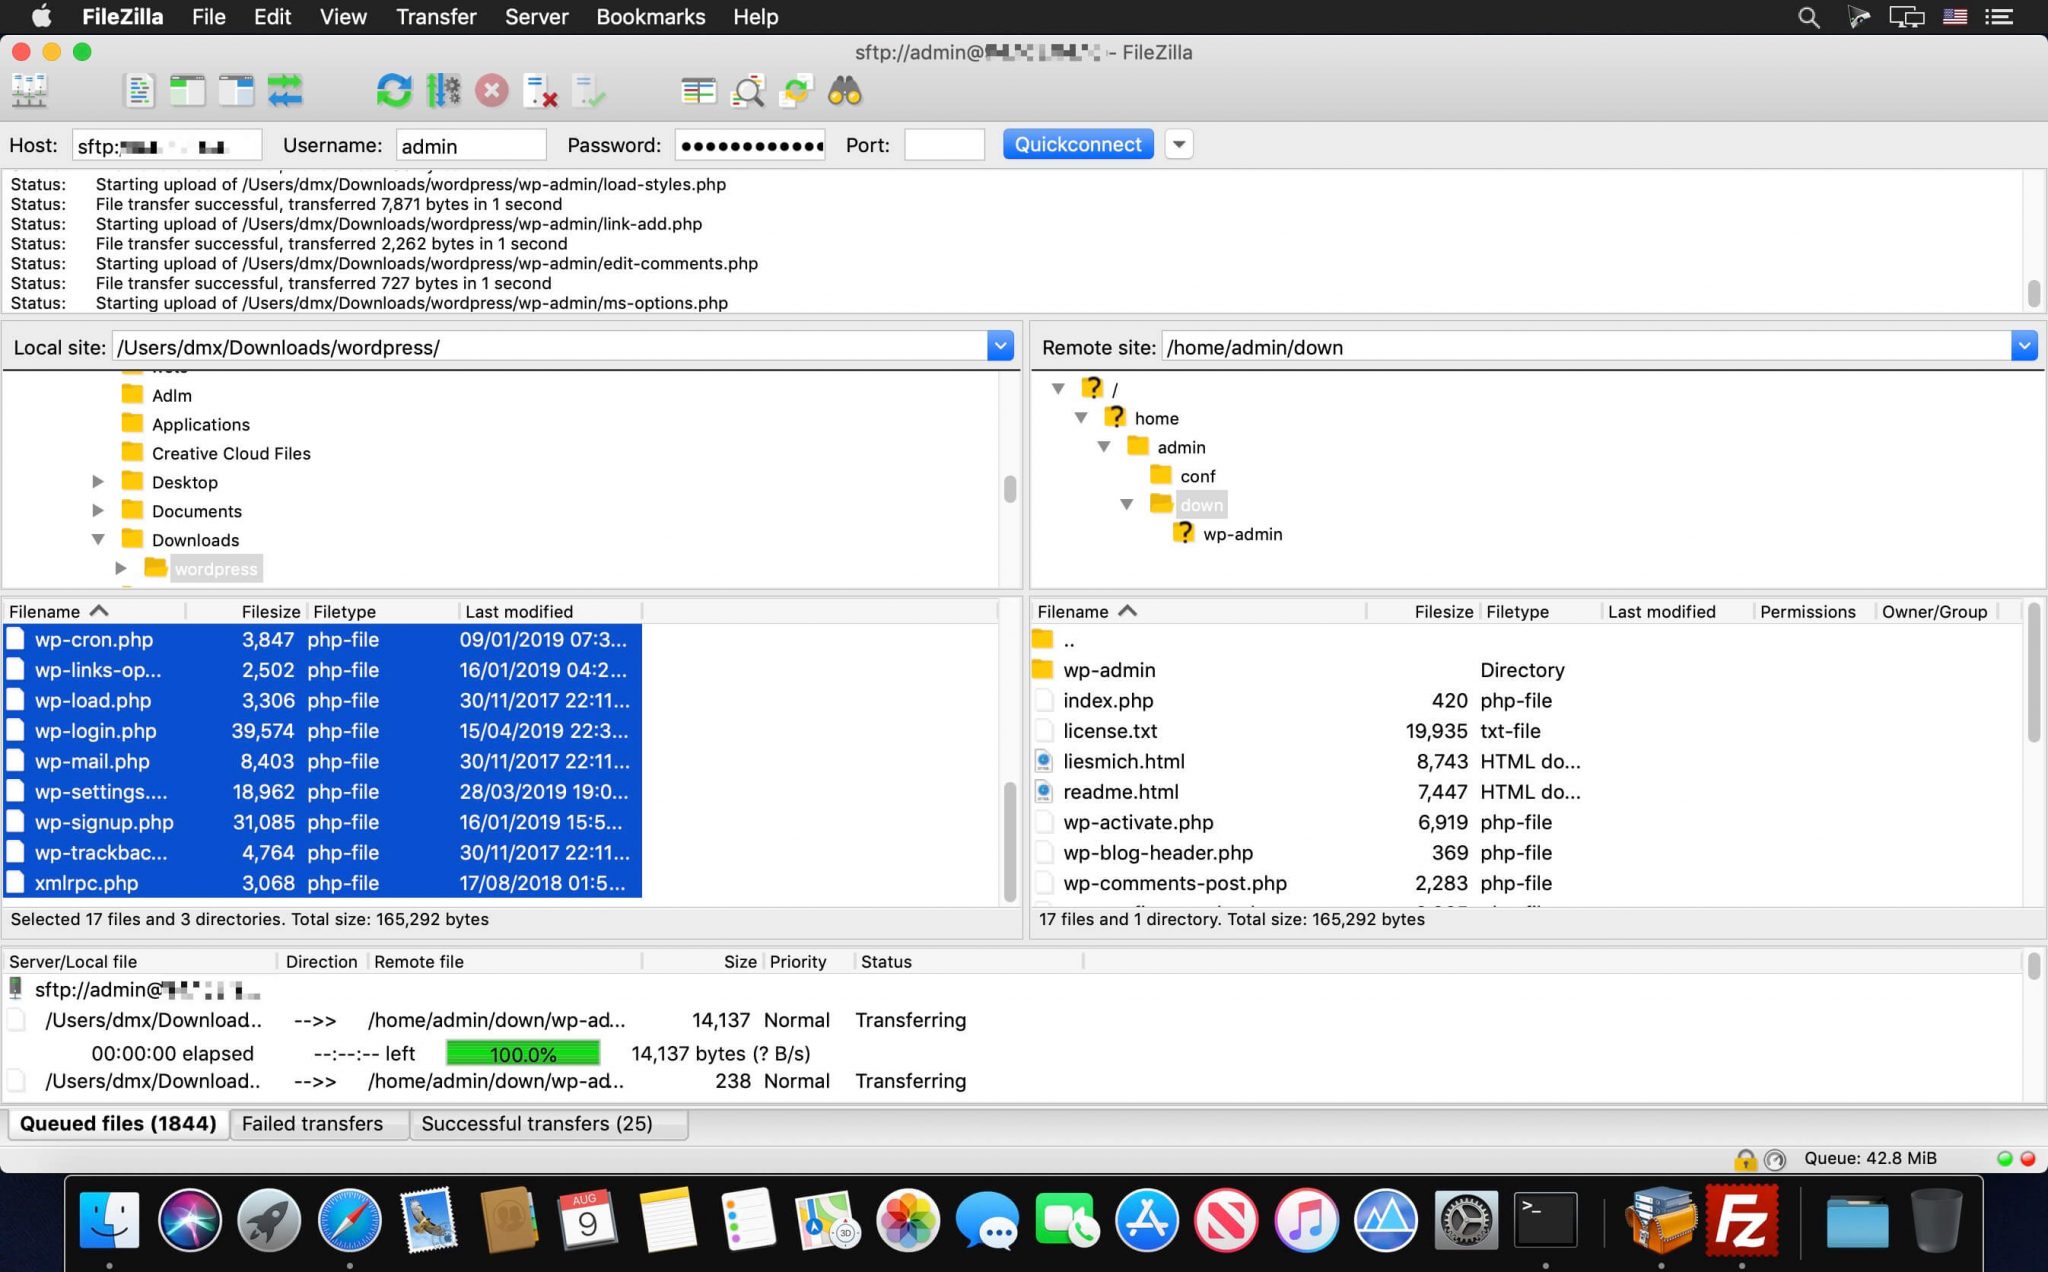 FileZilla File Edit View Transfer Server Bookmarks Help
sftp://admin@ - FileZilla
Host: sftp: Username: admin Password: ●●●●●●●●●●●● Port: Quickconnect
Status: Starting upload of /Users/dmx/Downloads/wordpress/wp-admin/load-styles.php
Status: File transfer successful, transferred 7,871 bytes in 1 second
Status: Starting upload of /Users/dmx/Downloads/wordpress/wp-admin/link-add.php
Status: File transfer successful, transferred 2,262 bytes in 1 second
Status: Starting upload of /Users/dmx/Downloads/wordpress/wp-admin/edit-comments.php
Status: File transfer successful, transferred 727 bytes in 1 second
Status: Starting upload of /Users/dmx/Downloads/wordpress/wp-admin/ms-options.php
Local site: /Users/dmx/Downloads/wordpress/
Adlm
Applications
Creative Cloud Files
Desktop
Documents
Downloads
wordpress
Remote site: /home/admin/down
/
home
admin
conf
down
wp-admin
Filename Filesize Filetype Last modified
wp-cron.php 3,847 php-file 09/01/2019 07:3...
wp-links-op... 2,502 php-file 16/01/2019 04:2...
wp-load.php 3,306 php-file 30/11/2017 22:11...
wp-login.php 39,574 php-file 15/04/2019 22:3...
wp-mail.php 8,403 php-file 30/11/2017 22:11...
wp-settings.... 18,962 php-file 28/03/2019 19:0...
wp-signup.php 31,085 php-file 16/01/2019 15:5...
wp-trackbac... 4,764 php-file 30/11/2017 22:11...
xmlrpc.php 3,068 php-file 17/08/2018 01:5...
Selected 17 files and 3 directories. Total size: 165,292 bytes
Filename Filesize Filetype Last modified Permissions Owner/Group
..
wp-admin Directory
index.php 420 php-file
license.txt 19,935 txt-file
liesmich.html 8,743 HTML do...
readme.html 7,447 HTML do...
wp-activate.php 6,919 php-file
wp-blog-header.php 369 php-file
wp-comments-post.php 2,283 php-file
17 files and 1 directory. Total size: 165,292 bytes
Server/Local file Direction Remote file Size Priority Status
sftp://admin@
/Users/dmx/Download... -->> /home/admin/down/wp-ad... 14,137 Normal Transferring
00:00:00 elapsed --:--:-- left 100.0% 14,137 bytes (? B/s)
/Users/dmx/Download... -->> /home/admin/down/wp-ad... 238 Normal Transferring
Queued files (1844) Failed transfers Successful transfers (25)
Queue: 42.8 MiB
AUG
9
3D
>_
Fz